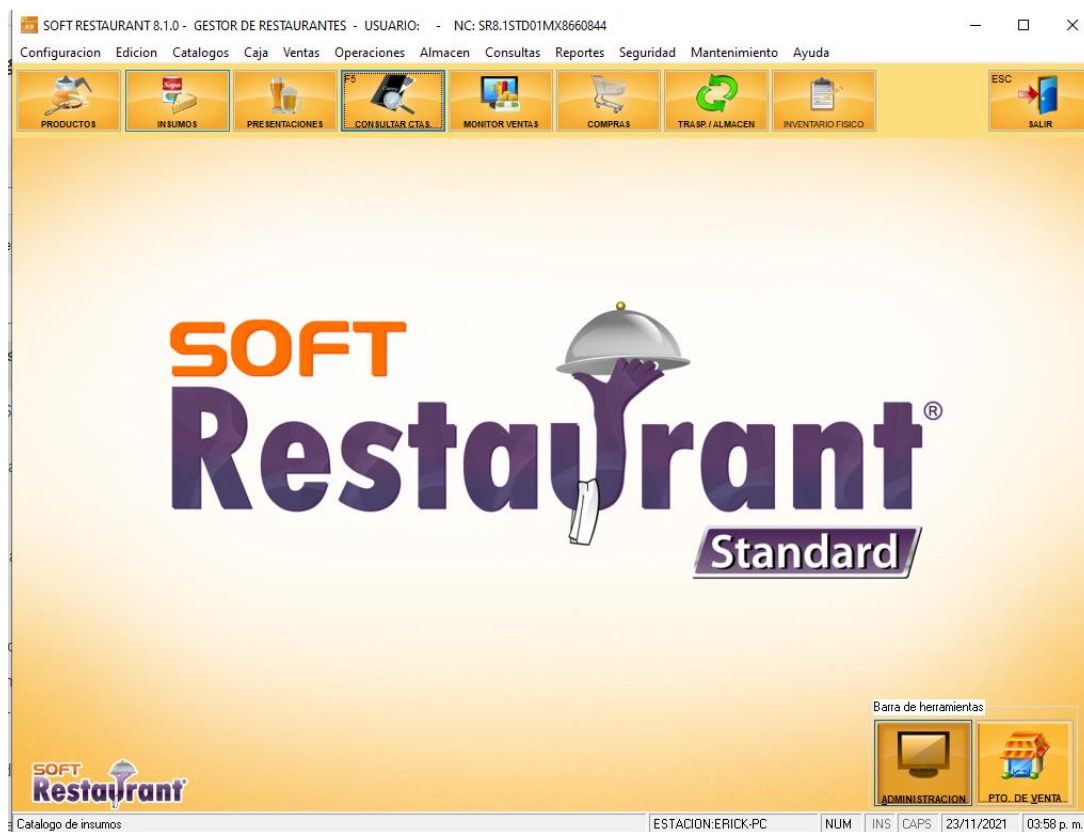 SOFT RESTAURANT 8.1.0 - GESTOR DE RESTAURANTES - USUARIO: - NC: SR8.1STD01MX8660844
Configuracion Edicion Catalogos Caja Ventas Operaciones Almacen Consultas Reportes Seguridad Mantenimiento Ayuda
F5 ESC
PRODUCTOS INSUMOS PRESENTACIONES CONSULTAR CTAS. MONITOR VENTAS COMPRAS TRASP. / ALMACEN INVENTARIO FISICO SALIR
SOFT
Restaurant®
Standard
Barra de herramientas
ADMINISTRACION PTO. DE VENTA
SOFT
Restaurant
Catalogo de insumos ESTACION:ERICK-PC NUM INS CAPS 23/11/2021 03:58 p. m.